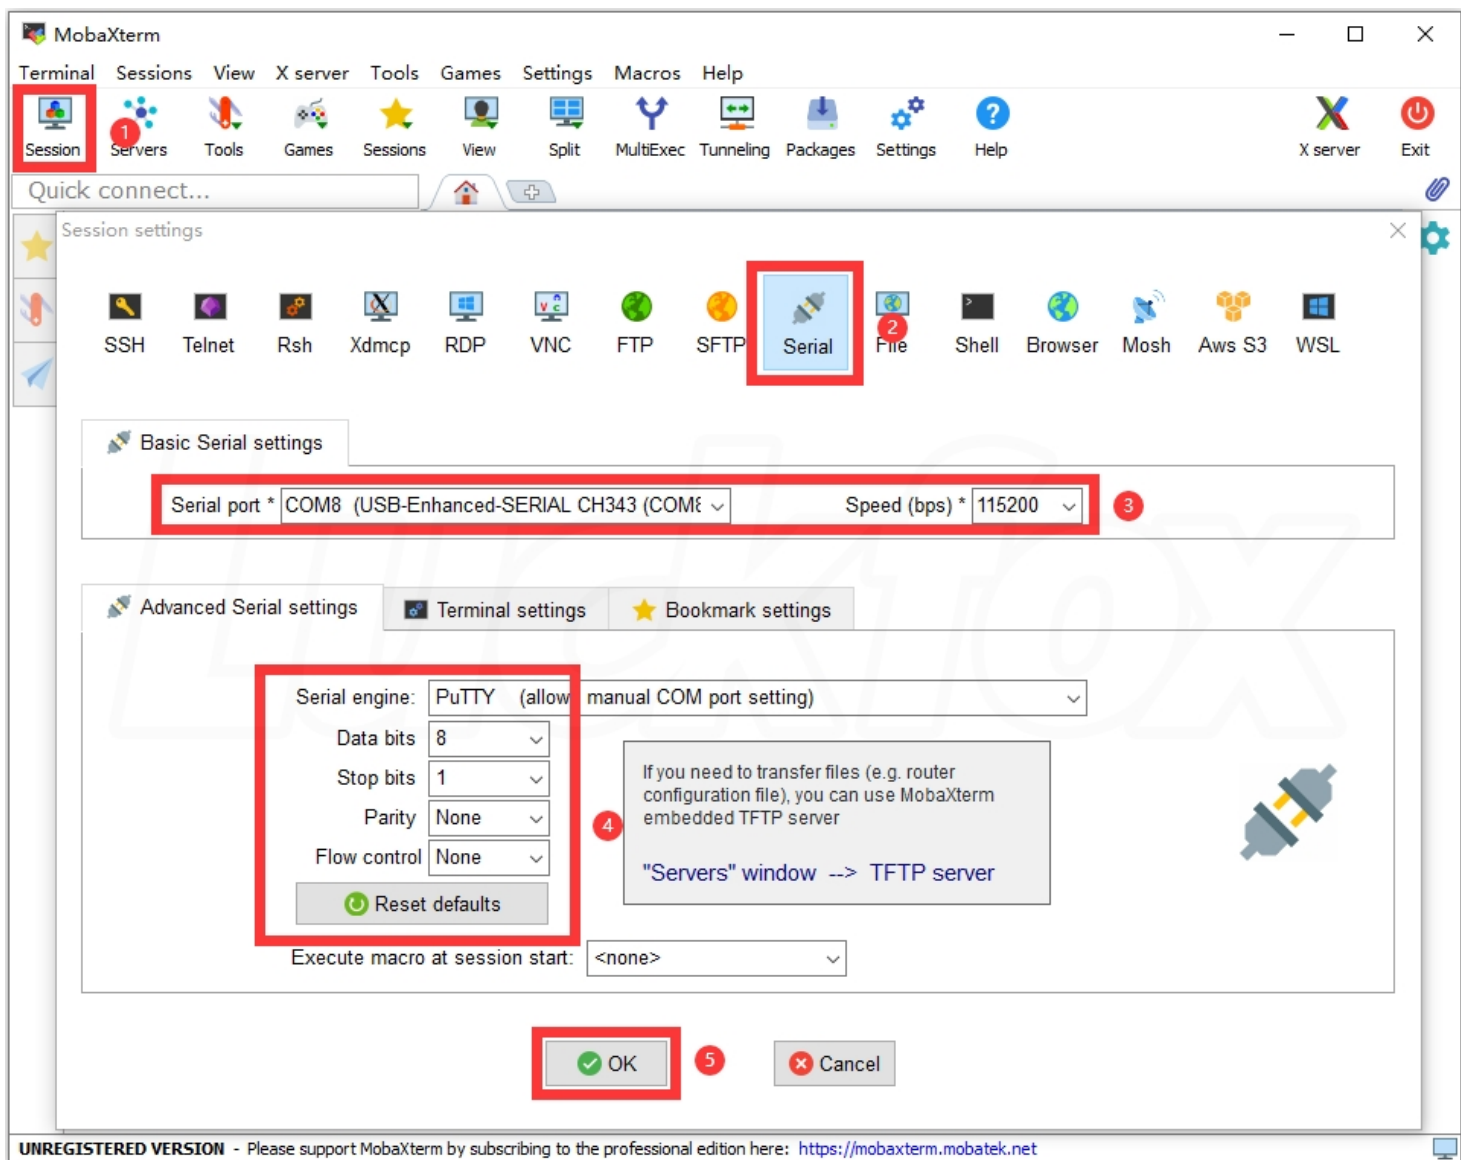 MobaXterm
Terminal Sessions View X server Tools Games Settings Macros Help
Session Servers Tools Games Sessions View Split MultiExec Tunneling Packages Settings Help X server Exit
1
Quick connect...
Session settings
SSH Telnet Rsh Xdmcp RDP VNC FTP SFTP Serial File Shell Browser Mosh Aws S3 WSL
2
Basic Serial settings
Serial port * COM8 (USB-Enhanced-SERIAL CH343 (COM8 Speed (bps) * 115200
3
Advanced Serial settings Terminal settings Bookmark settings
Serial engine: PuTTY (allow manual COM port setting)
Data bits 8
Stop bits 1
Parity None
Flow control None
Reset defaults
4
If you need to transfer files (e.g. router
configuration file), you can use MobaXterm
embedded TFTP server
"Servers" window --> TFTP server
Execute macro at session start: <none>
OK 5 Cancel
Luckfox
UNREGISTERED VERSION - Please support MobaXterm by subscribing to the professional edition here: https://mobaxterm.mobatek.net